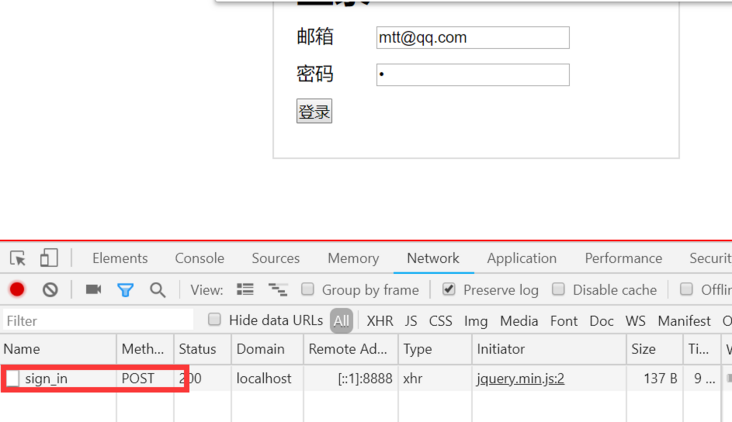 邮箱 mtt@qq.com
密码 •
登录
Elements Console Sources Memory Network Application Performance
View: Group by frame Preserve log Disable cache
Filter Hide data URLs All XHR JS CSS Img Media Font Doc WS Manifest
Name Meth... Status Domain Remote Ad... Type Initiator Size Ti...
sign_in POST 200 localhost [::1]:8888 xhr jquery.min.js:2 137 B 9 ...